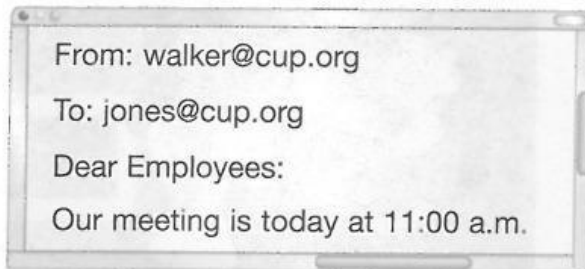 From: walker@cup.org
To: jones@cup.org
Dear Employees:
Our meeting is today at 11:00 a.m.